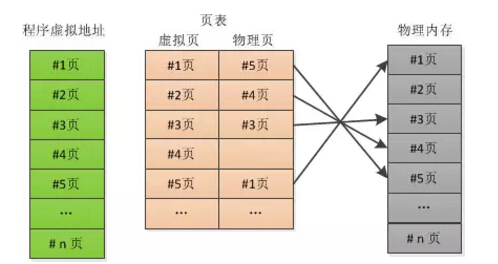 程序虚拟地址
#1页
#2页
#3页
#4页
#5页
...
# n 页
页表
虚拟页 物理页
#1页 #5页
#2页 #4页
#3页 #3页
#4页
#5页 #1页
... ...
物理内存
#1页
#2页
#3页
#4页
#5页
...
# n 页